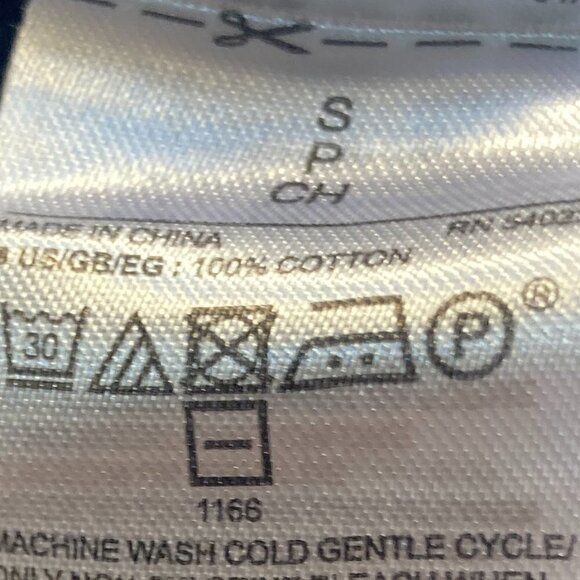 S
P
CH
MADE IN CHINA
US/GB/EG : 100% COTTON
30 P ®
1166
MACHINE WASH COLD GENTLE CYCLE/